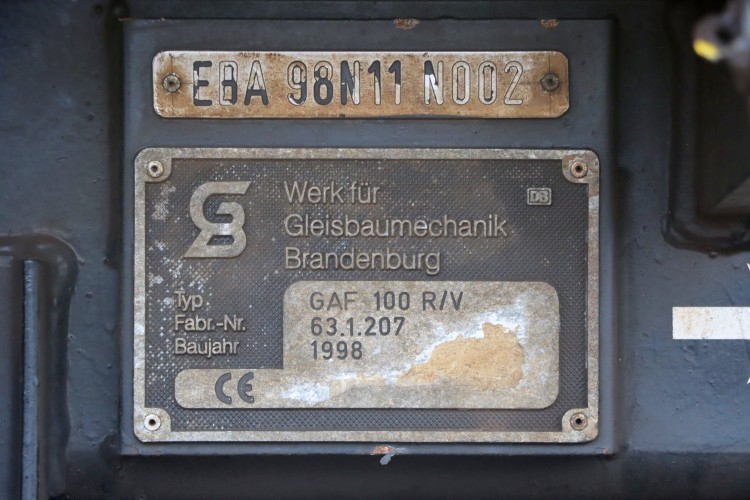 EBA 98N11 N002
GB
Werk für
DB
Gleisbaumechanik
Brandenburg
Typ GAF 100 R/V
Fabr.-Nr. 63.1.207
Baujahr 1998
CE